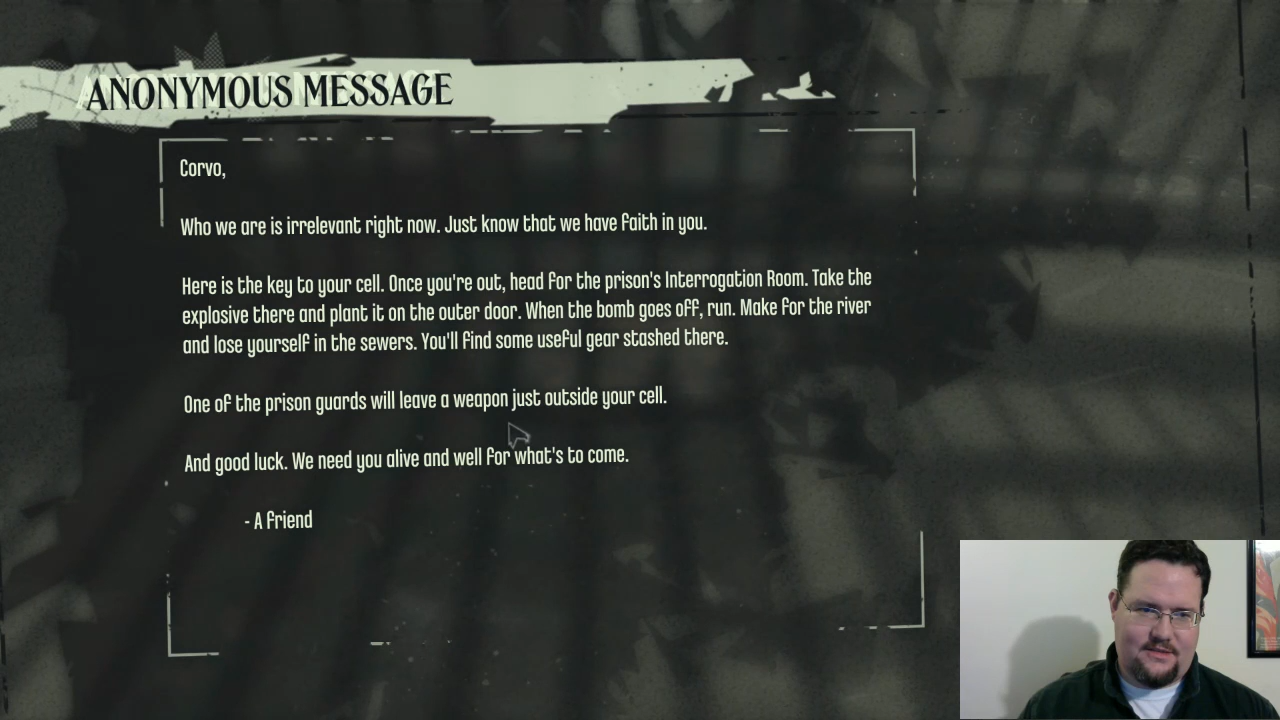 ANONYMOUS MESSAGE
Corvo,
Who we are is irrelevant right now. Just know that we have faith in you.
Here is the key to your cell. Once you're out, head for the prison's Interrogation Room. Take the
explosive there and plant it on the outer door. When the bomb goes off, run. Make for the river
and lose yourself in the sewers. You'll find some useful gear stashed there.
One of the prison guards will leave a weapon just outside your cell.
And good luck. We need you alive and well for what's to come.
- A friend